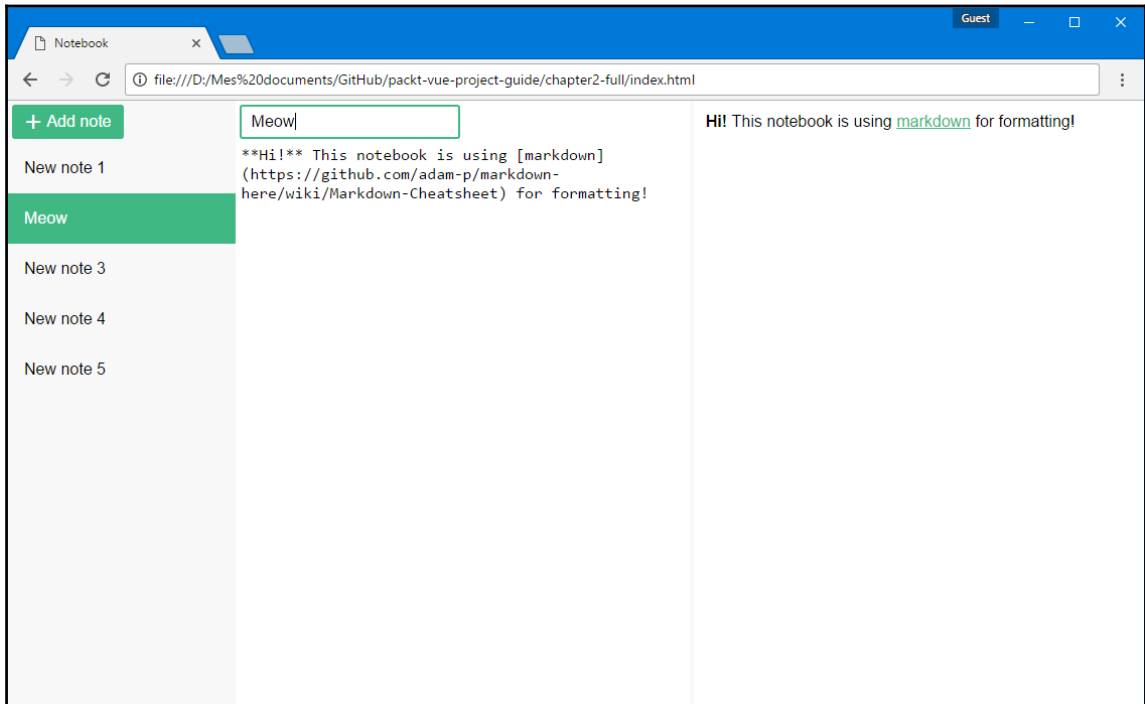 Guest
Notebook
file:///D:/Mes%20documents/GitHub/packt-vue-project-guide/chapter2-full/index.html
+ Add note
New note 1
Meow
New note 3
New note 4
New note 5
Meow
**Hi!** This notebook is using [markdown]
(https://github.com/adam-p/markdown-
here/wiki/Markdown-Cheatsheet) for formatting!
Hi! This notebook is using markdown for formatting!